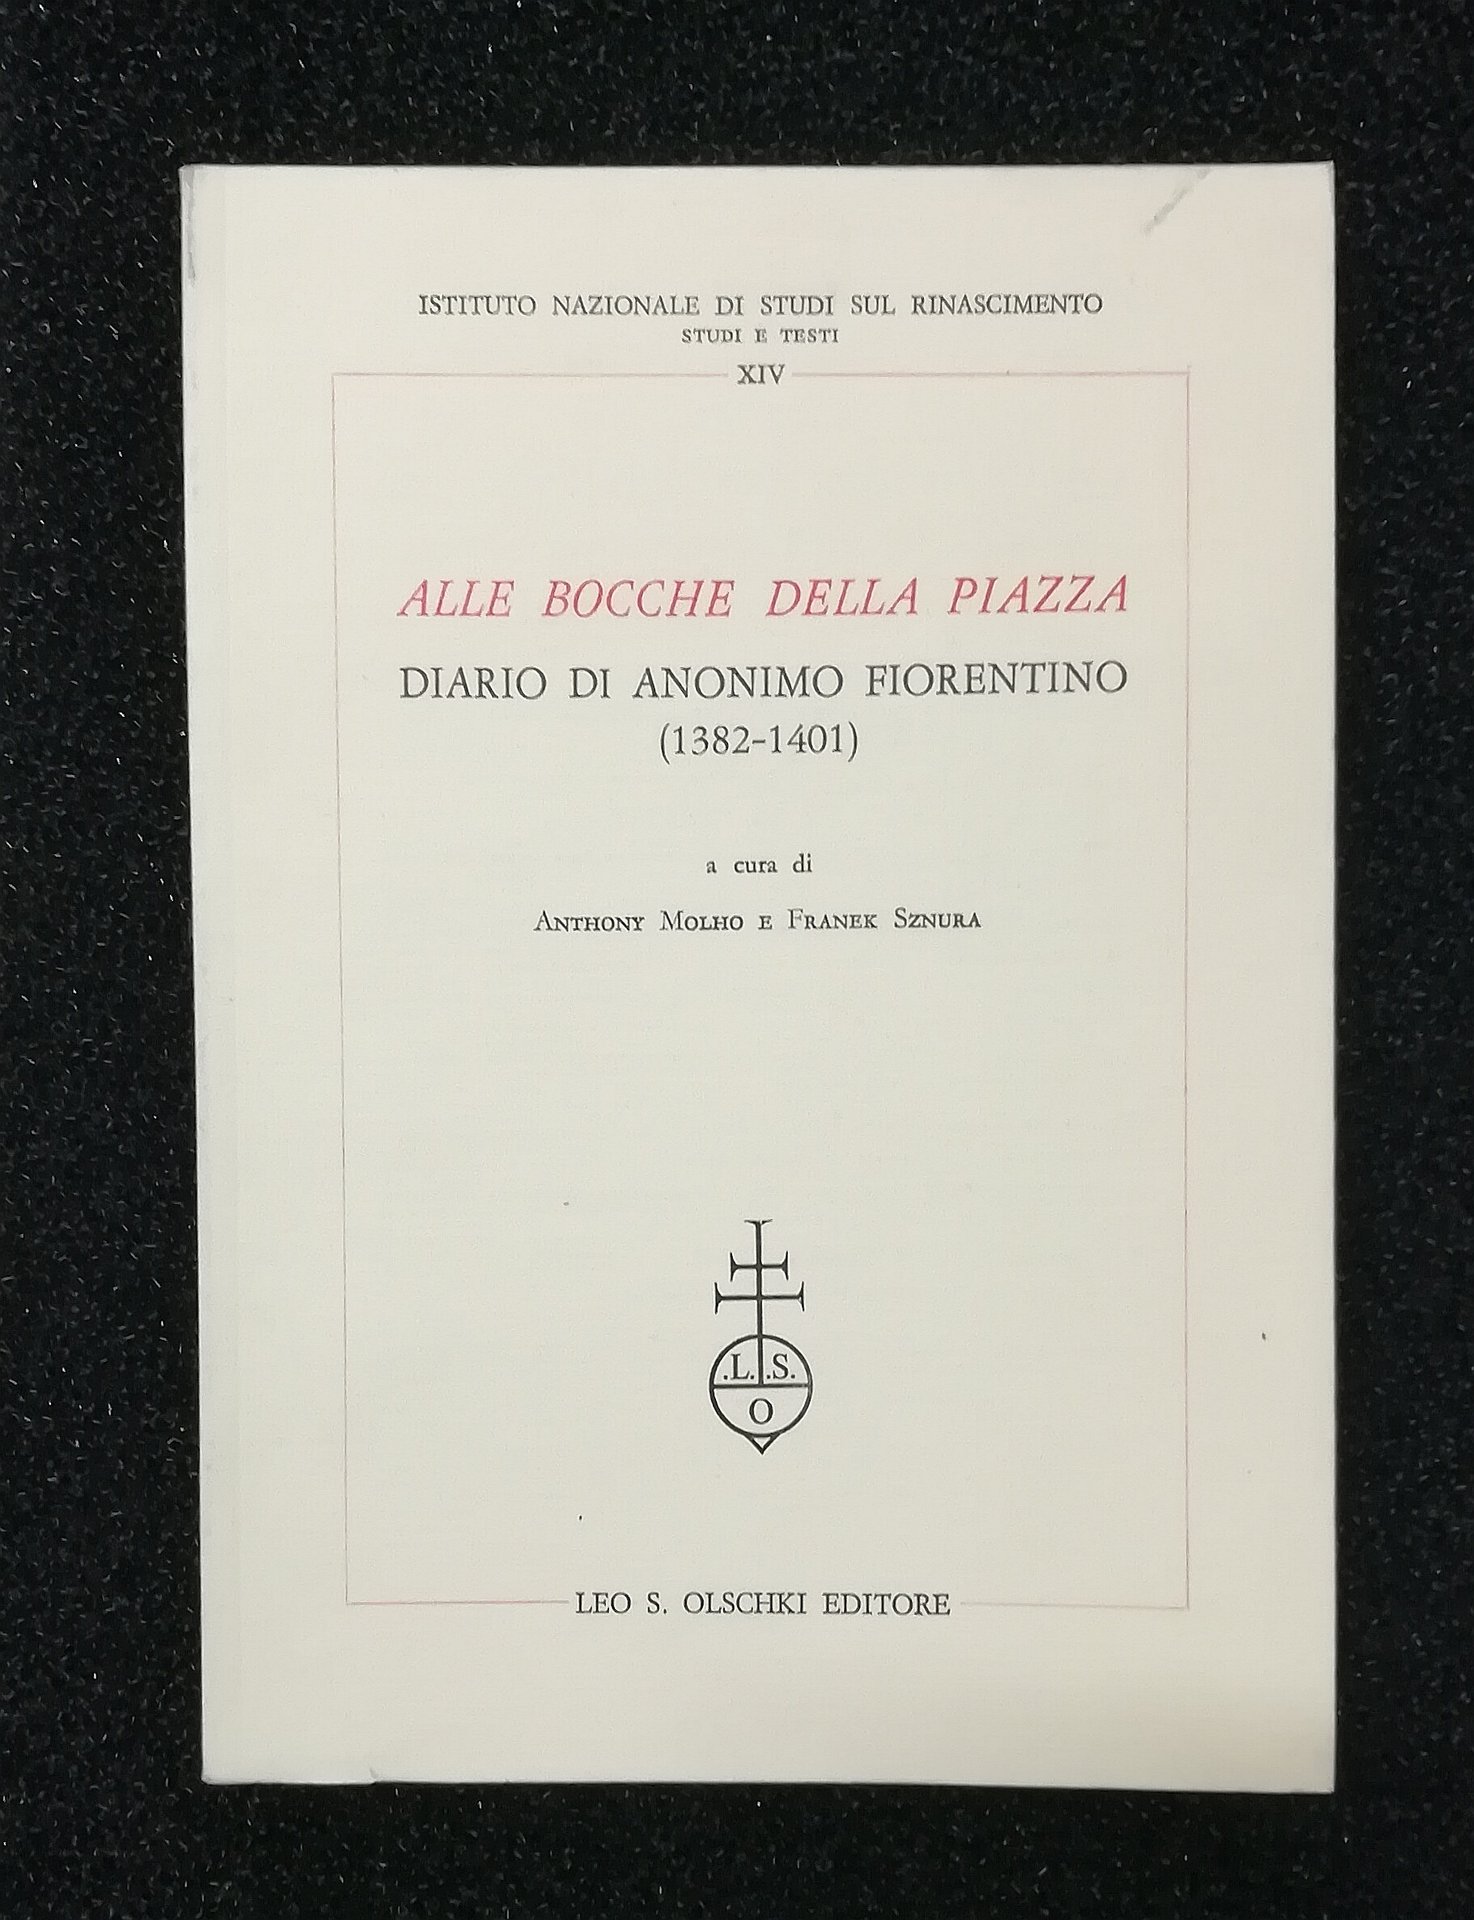 ISTITUTO NAZIONALE DI STUDI SUL RINASCIMENTO
STUDI E TESTI
XIV
ALLE BOCCHE DELLA PIAZZA
DIARIO DI ANONIMO FIORENTINO
(1382-1401)
a cura di
ANTHONY MOLHO E FRANEK SZNURA
.L. .S.
O
LEO S. OLSCHKI EDITORE